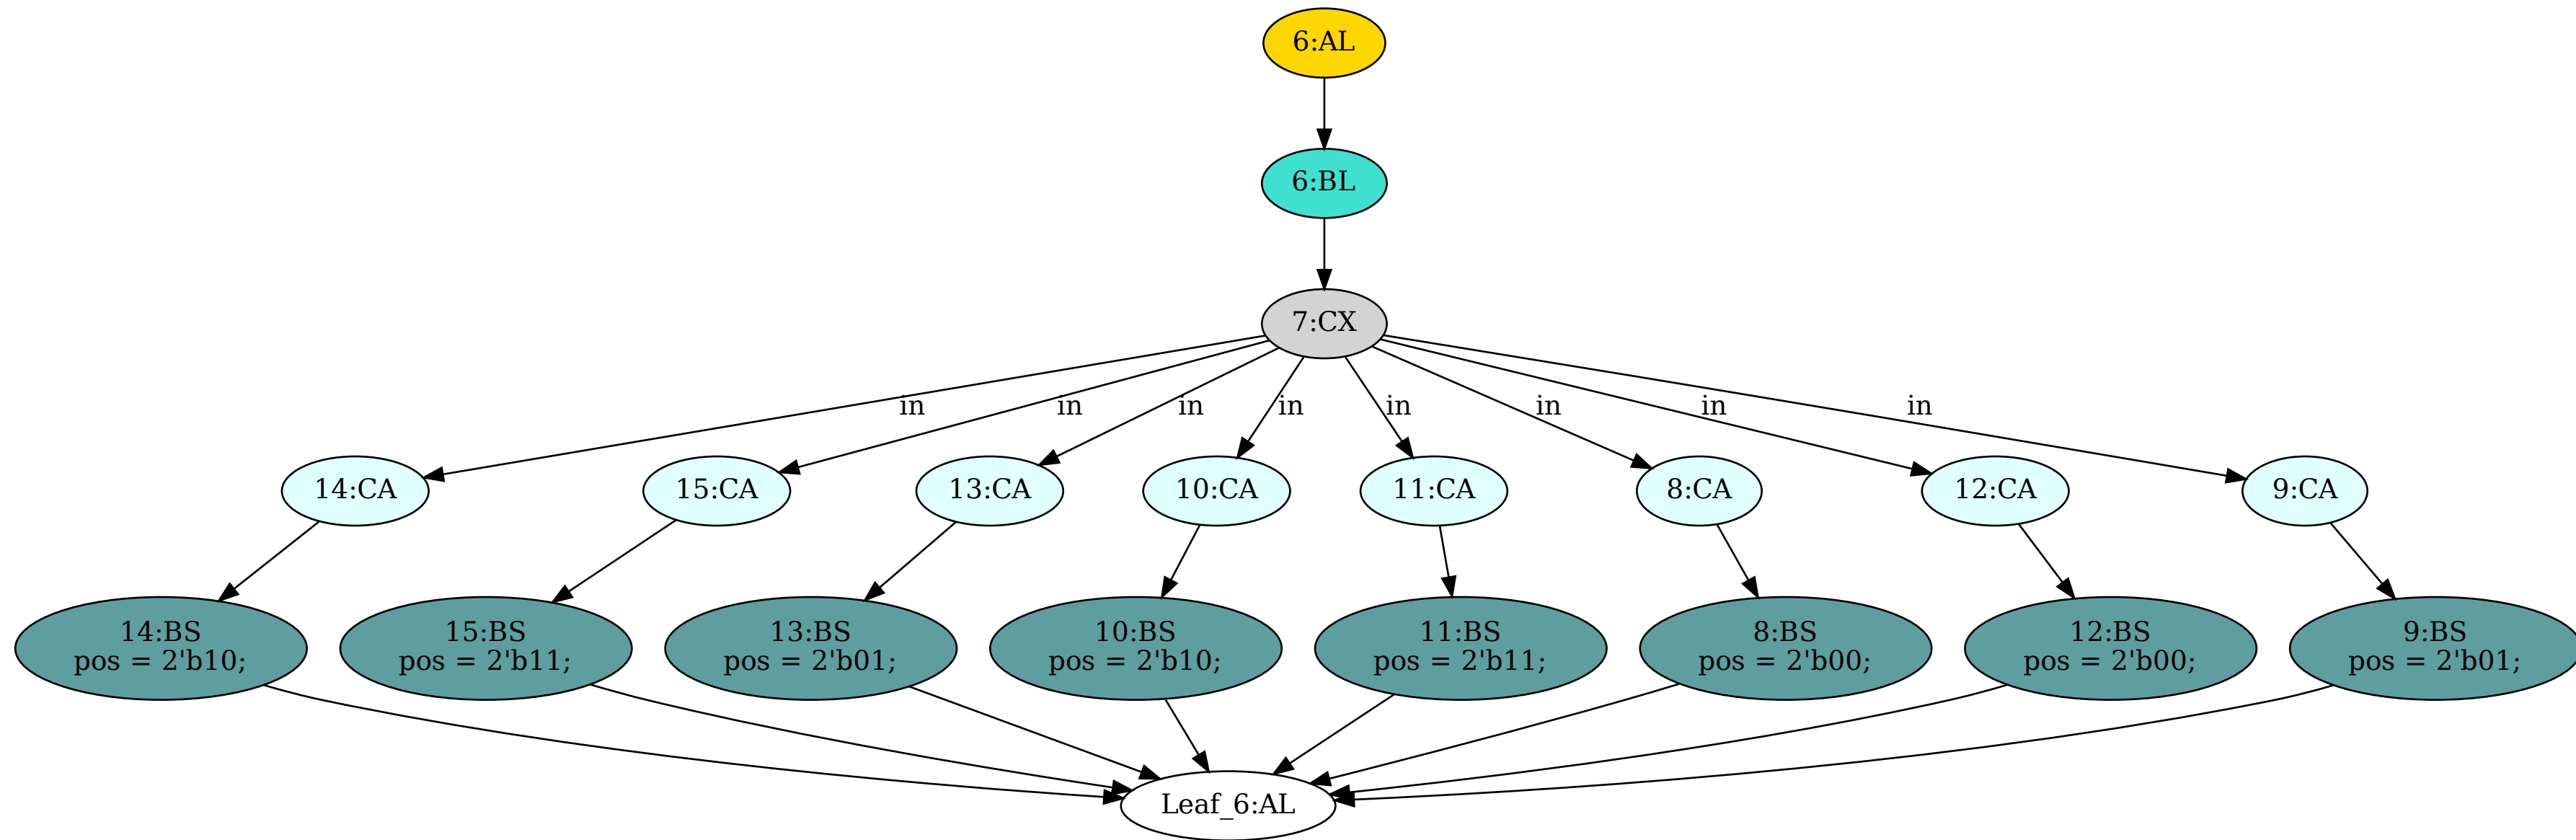 6:AL
6:BL
7:CX
in
in
in
in
in
in
in
in
14:CA
15:CA
13:CA
10:CA
11:CA
8:CA
12:CA
9:CA
14:BS
pos = 2'b10;
15:BS
pos = 2'b11;
13:BS
pos = 2'b01;
10:BS
pos = 2'b10;
11:BS
pos = 2'b11;
8:BS
pos = 2'b00;
12:BS
pos = 2'b00;
9:BS
pos = 2'b01;
Leaf_6:AL